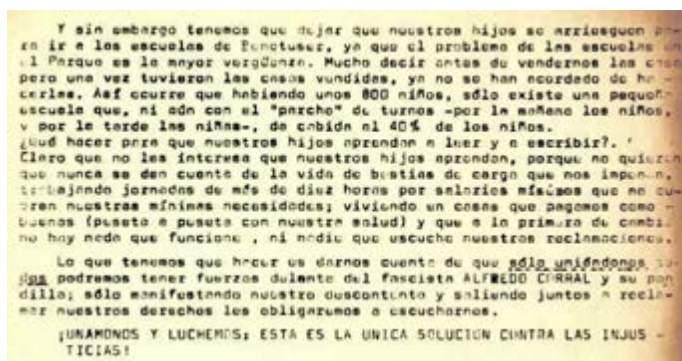 Y sin embargo tenemos que dejar que nuestros hijos se arriesguen pa-
ra ir a las escuelas de Benetuser, ya que el problema de las escuelas en
el Parque es la mayor vergüenza. Mucho decir antes de vendernos las casas
pero una vez tuvieron las casas vendidas, ya no se han acordado de ha -
cerlas. Así ocurre que habiendo unos 800 niños, sólo existe una pequeña
escuela que, ni aún con el "parche" de turnos -por la mañana los niños,
y por la tarde las niñas-, da cabida al 40% de los niños.
¿Qué hacer para que nuestros hijos aprendan a leer y a escribir?.
Claro que no les interesa que nuestros hijos aprendan, porque no quieren
que nunca se den cuenta de la vida de bestias de carga que nos imponen,
trabajando jornadas de más de diez horas por salarios mísimos que no cu-
bren nuestras mínimas necesidades; viviendo en casas que pagamos como -
buenas (peseta a peseta con nuestra salud) y que a la primera de cambio
no hay nada que funcione , ni nadie que escuche nuestras reclamaciones.
Lo que tenemos que hacer es darnos cuenta de que sólo uniéndonos to-
dos podremos tener fuerzas delante del fascista ALFREDO CORRAL y su pan
dilla; sólo manifestando nuestro descontento y saliendo juntos a recla-
mar nuestros derechos les obligaremos a escucharnos.
¡UNAMONOS Y LUCHEMOS: ESTA ES LA UNICA SOLUCION CONTRA LAS INJUS -
TICIAS!